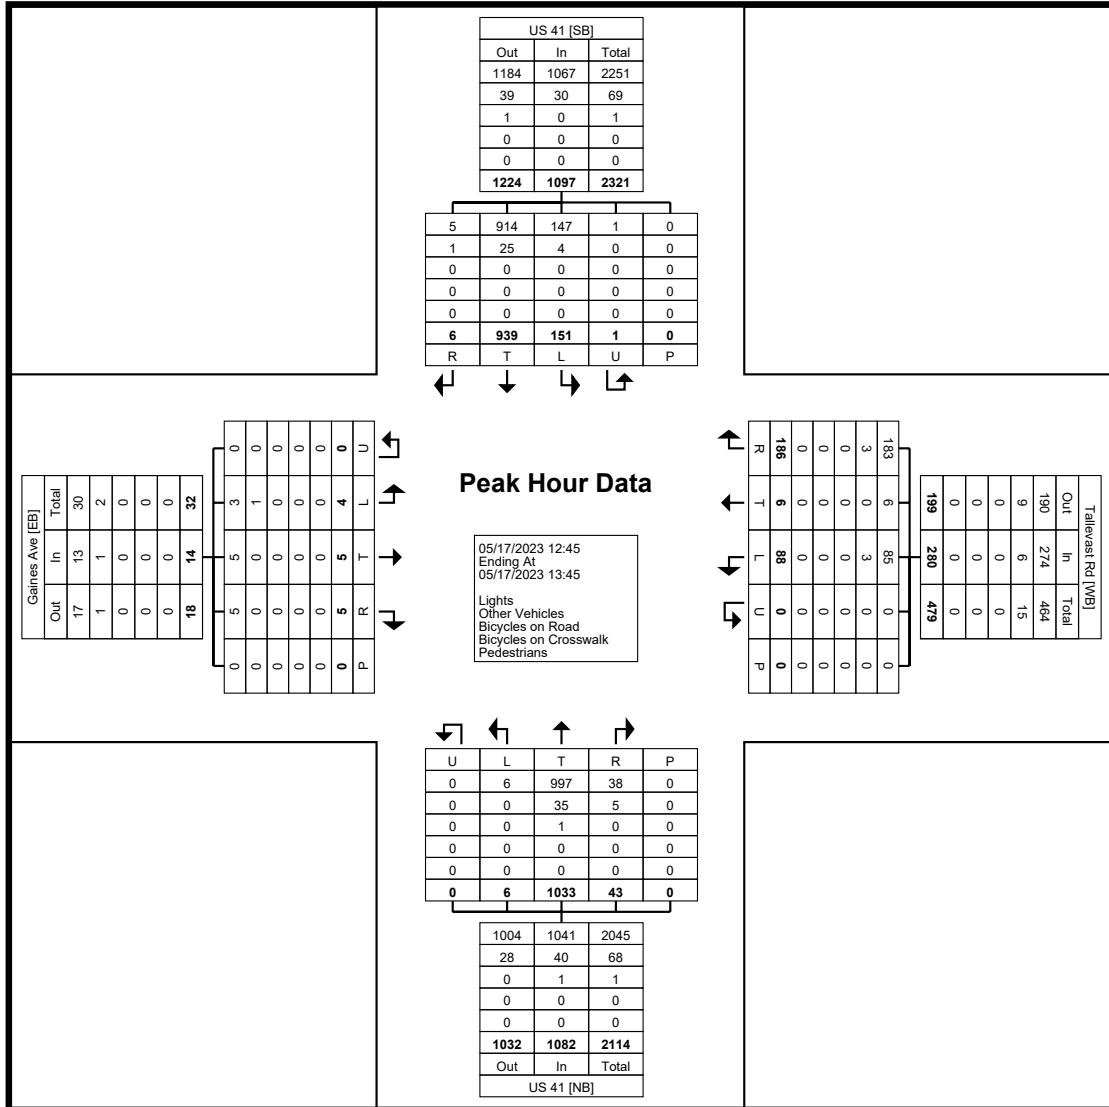 US 41 [SB]
Out In Total
1184 1067 2251
39 30 69
1 0 1
0 0 0
0 0 0
1224 1097 2321
5 914 147 1 0
1 25 4 0 0
0 0 0 0 0
0 0 0 0 0
0 0 0 0 0
6 939 151 1 0
R T L U P
Gaines Ave [EB]
Total In Out
30 13 17
2 1 1
0 0 0
0 0 0
0 0 0
32 14 18
0 3 5 5 0
0 1 0 0 0
0 0 0 0 0
0 0 0 0 0
0 0 0 0 0
0 4 5 5 0
U L T R P
Peak Hour Data
05/17/2023 12:45
Ending At
05/17/2023 13:45
Lights
Other Vehicles
Bicycles on Road
Bicycles on Crosswalk
Pedestrians
Tallevast Rd [WB]
Out In Total
190 274 464
9 6 15
0 0 0
0 0 0
0 0 0
199 280 479
183 6 85 0 0
3 0 3 0 0
0 0 0 0 0
0 0 0 0 0
0 0 0 0 0
186 6 88 0 0
R T L U P
U L T R P
0 6 997 38 0
0 0 35 5 0
0 0 1 0 0
0 0 0 0 0
0 0 0 0 0
0 6 1033 43 0
1004 1041 2045
28 40 68
0 1 1
0 0 0
0 0 0
1032 1082 2114
Out In Total
US 41 [NB]